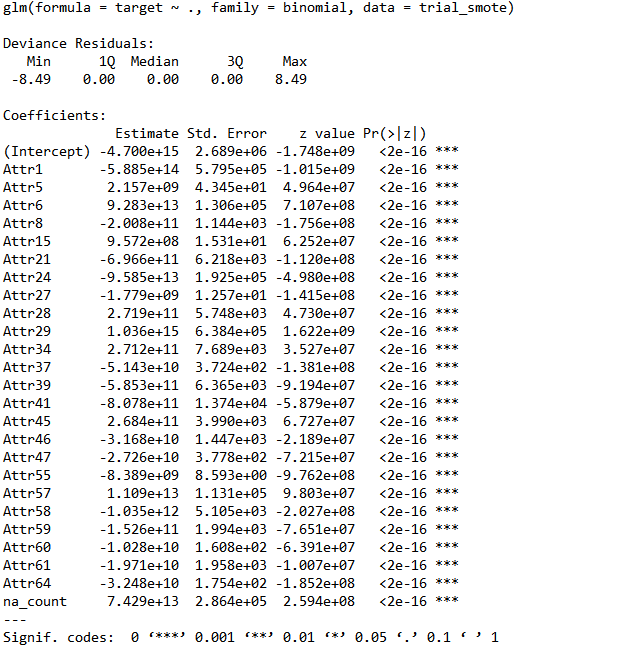 glm(formula = target ~ ., family = binomial, data = trial_smote)
Deviance Residuals:
Min 1Q Median 3Q Max
-8.49 0.00 0.00 0.00 8.49
Coefficients:
Estimate Std. Error z value Pr(>|z|)
(Intercept) -4.700e+15 2.689e+06 -1.748e+09 <2e-16 ***
Attr1 -5.885e+14 5.795e+05 -1.015e+09 <2e-16 ***
Attr5 2.157e+09 4.345e+01 4.964e+07 <2e-16 ***
Attr6 9.283e+13 1.306e+05 7.107e+08 <2e-16 ***
Attr8 -2.008e+11 1.144e+03 -1.756e+08 <2e-16 ***
Attr15 9.572e+08 1.531e+01 6.252e+07 <2e-16 ***
Attr21 -6.966e+11 6.218e+03 -1.120e+08 <2e-16 ***
Attr24 -9.585e+13 1.925e+05 -4.980e+08 <2e-16 ***
Attr27 -1.779e+09 1.257e+01 -1.415e+08 <2e-16 ***
Attr28 2.719e+11 5.748e+03 4.730e+07 <2e-16 ***
Attr29 1.036e+15 6.384e+05 1.622e+09 <2e-16 ***
Attr34 2.712e+11 7.689e+03 3.527e+07 <2e-16 ***
Attr37 -5.143e+10 3.724e+02 -1.381e+08 <2e-16 ***
Attr39 -5.853e+11 6.365e+03 -9.194e+07 <2e-16 ***
Attr41 -8.078e+11 1.374e+04 -5.879e+07 <2e-16 ***
Attr45 2.684e+11 3.990e+03 6.727e+07 <2e-16 ***
Attr46 -3.168e+10 1.447e+03 -2.189e+07 <2e-16 ***
Attr47 -2.726e+10 3.778e+02 -7.215e+07 <2e-16 ***
Attr55 -8.389e+09 8.593e+00 -9.762e+08 <2e-16 ***
Attr57 1.109e+13 1.131e+05 9.803e+07 <2e-16 ***
Attr58 -1.035e+12 5.105e+03 -2.027e+08 <2e-16 ***
Attr59 -1.526e+11 1.994e+03 -7.651e+07 <2e-16 ***
Attr60 -1.028e+10 1.608e+02 -6.391e+07 <2e-16 ***
Attr61 -1.971e+10 1.958e+03 -1.007e+07 <2e-16 ***
Attr64 -3.248e+10 1.754e+02 -1.852e+08 <2e-16 ***
na_count 7.429e+13 2.864e+05 2.594e+08 <2e-16 ***
---
Signif. codes: 0 ‘***’ 0.001 ‘**’ 0.01 ‘*’ 0.05 ‘.’ 0.1 ‘ ’ 1